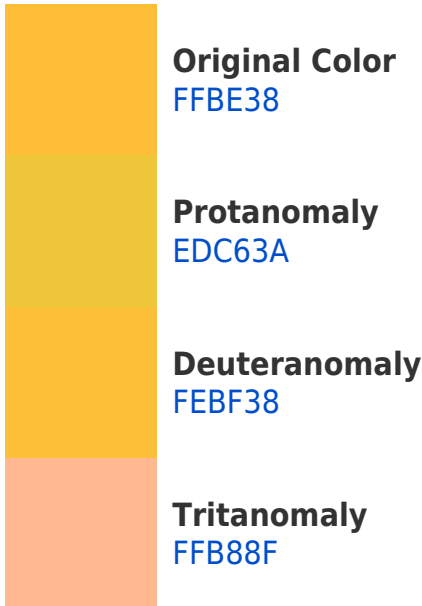 Original Color
FFBE38
Protanomaly
EDC63A
Deuteranomaly
FEBF38
Tritanomaly
FFB88F